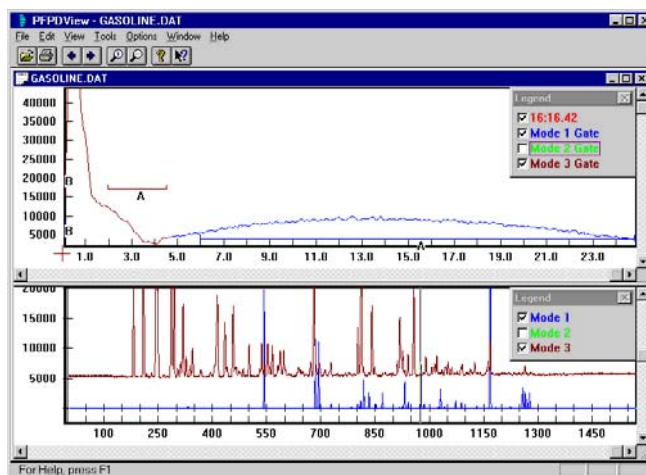 PFPDView - GASOLINE.DAT
File Edit View Tools Options Window Help
GASOLINE.DAT
Legend
16:16.42
Mode 1 Gate
Mode 2 Gate
Mode 3 Gate
40000
35000
30000
25000
20000
15000
10000
5000
B
B
A
A
1.0 3.0 5.0 7.0 9.0 11.0 13.0 15.0 17.0 19.0 21.0 23.0
Legend
Mode 1
Mode 2
Mode 3
20000
15000
10000
5000
100 250 400 550 700 850 1000 1150 1300 1450
For Help, press F1